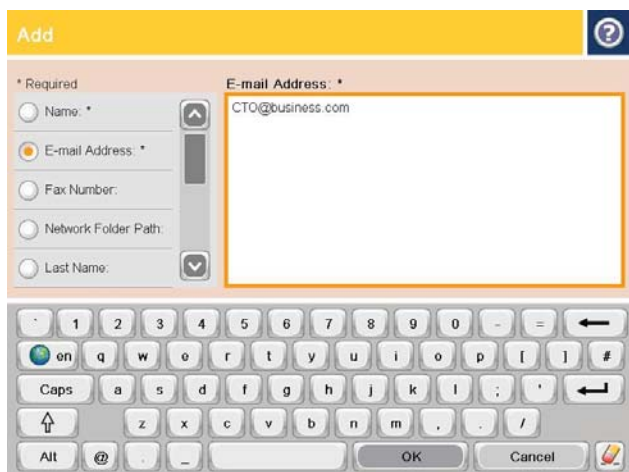 Add
?
* Required
E-mail Address: *
Name: *
CTO@business.com
E-mail Address: *
Fax Number:
Network Folder Path:
Last Name:
` 1 2 3 4 5 6 7 8 9 0 - =
en q w e r t y u i o p [ ] #
Caps a s d f g h j k l ; '
z x c v b n m , . /
Alt @ . _ OK Cancel